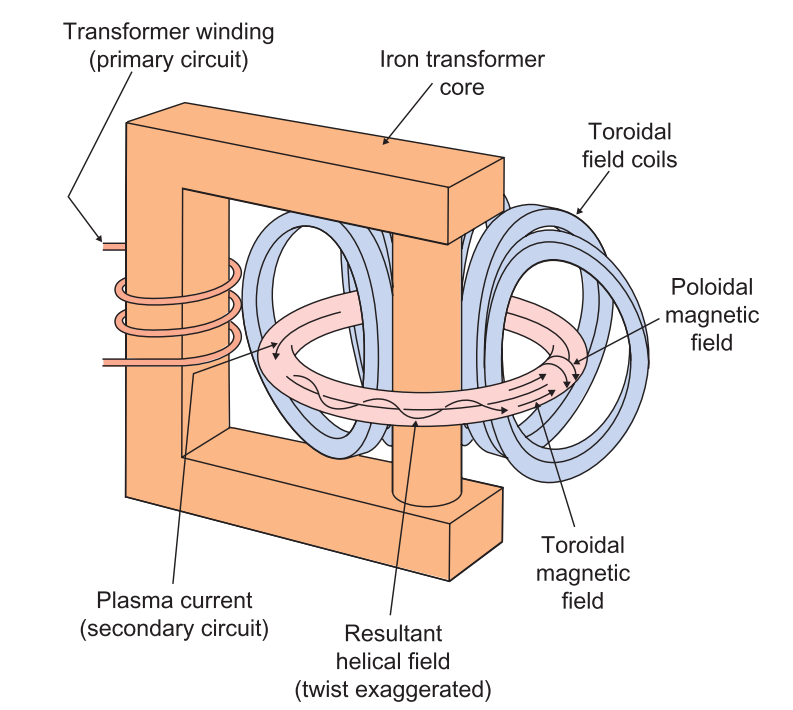 Transformer winding
(primary circuit)
Iron transformer
core
Toroidal
field coils
Poloidal
magnetic
field
Toroidal
magnetic
field
Plasma current
(secondary circuit)
Resultant
helical field
(twist exaggerated)